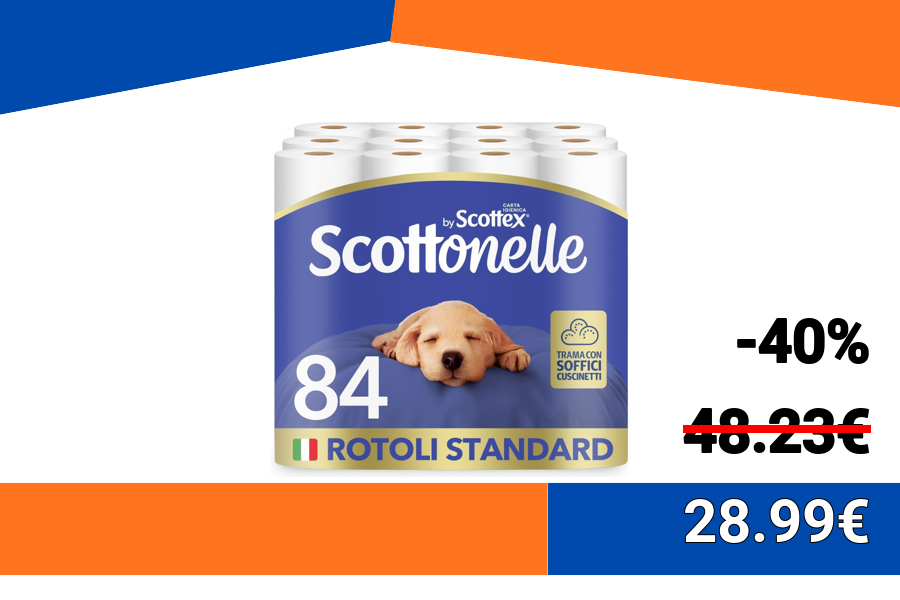 CARTA
IGIENICA
by Scottex®
Scottonelle
TRAMA CON
SOFFICI
CUSCINETTI
84
ROTOLI STANDARD
-40%
48.23€
28.99€